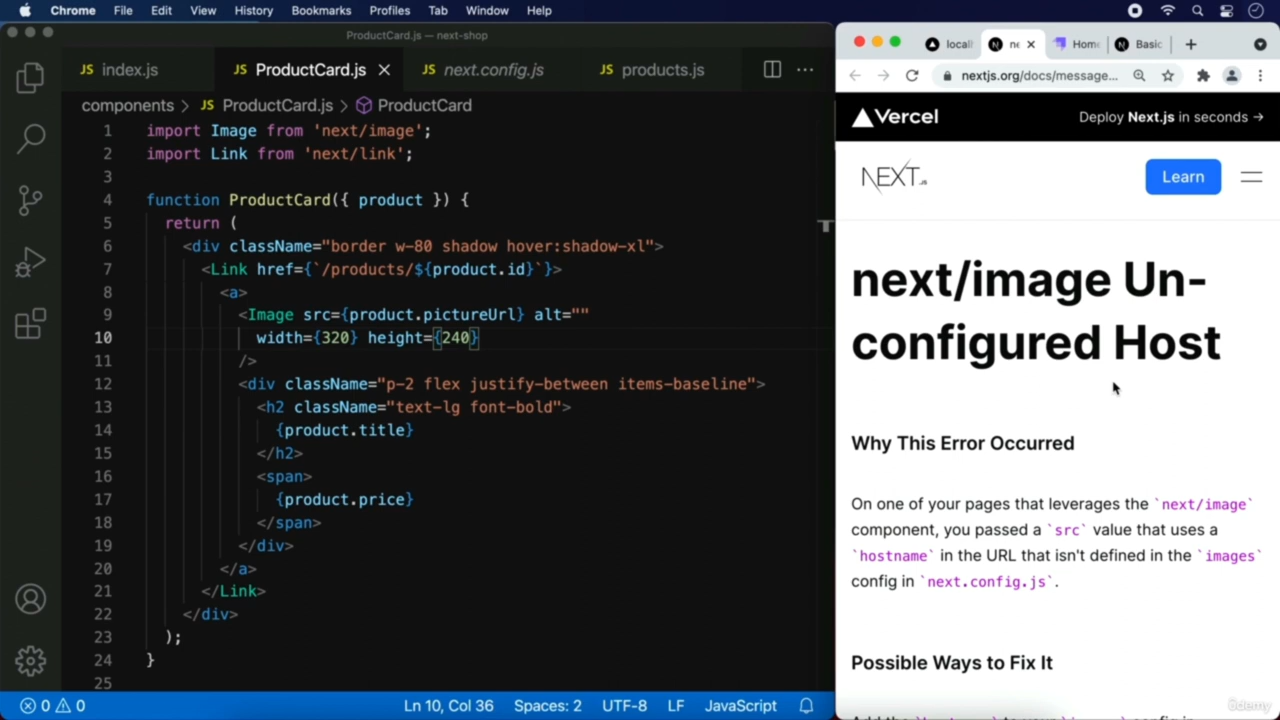 Chrome File Edit View History Bookmarks Profiles Tab Window Help
ProductCard.js — next-shop
JS index.js JS ProductCard.js JS next.config.js JS products.js
components > JS ProductCard.js > ProductCard
1 import Image from 'next/image';
2 import Link from 'next/link';
3
4 function ProductCard({ product }) {
5 return (
6 <div className="border w-80 shadow hover:shadow-xl">
7 <Link href={`/products/${product.id}`}>
8 <a>
9 <Image src={product.pictureUrl} alt=""
10 width={320} height={240}
11 />
12 <div className="p-2 flex justify-between items-baseline">
13 <h2 className="text-lg font-bold">
14 {product.title}
15 </h2>
16 <span>
17 {product.price}
18 </span>
19 </div>
20 </a>
21 </Link>
22 </div>
23 );
24 }
25
0 0 Ln 10, Col 36 Spaces: 2 UTF-8 LF JavaScript
locall ne Home Basic
nextjs.org/docs/message...
Vercel Deploy Next.js in seconds →
NEXT.js Learn
next/image Un-
configured Host
Why This Error Occurred
On one of your pages that leverages the `next/image`
component, you passed a `src` value that uses a
`hostname` in the URL that isn't defined in the `images`
config in `next.config.js`.
Possible Ways to Fix It
ûdemy